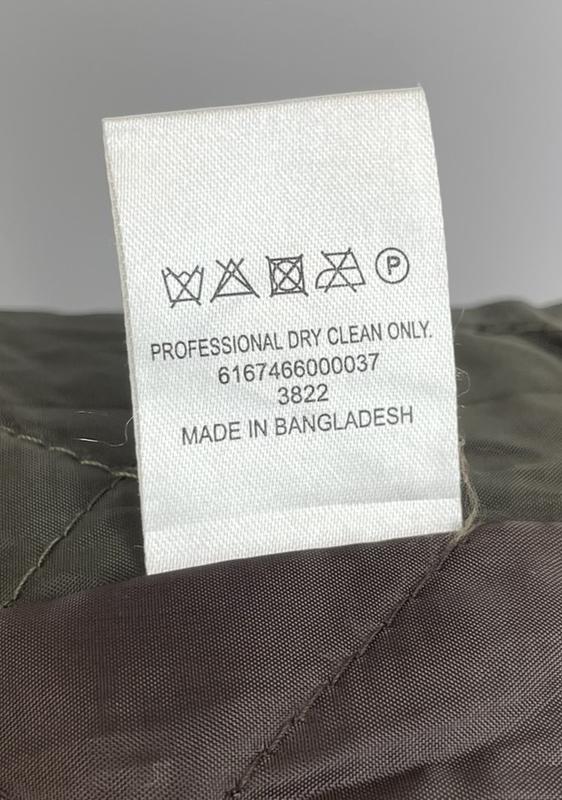 P
PROFESSIONAL DRY CLEAN ONLY.
6167466000037
3822
MADE IN BANGLADESH